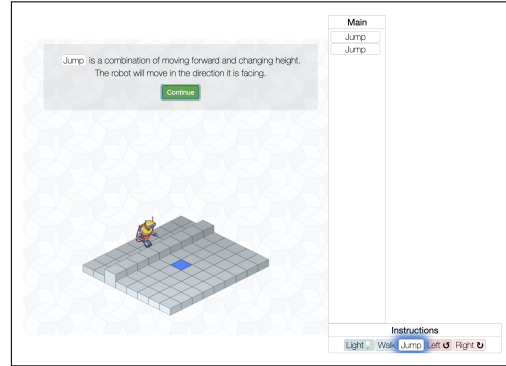 Main
Jump
Jump
Jump is a combination of moving forward and changing height.
The robot will move in the direction it is facing.
Continue
Instructions
Light Walk Jump Left ↺ Right ↻